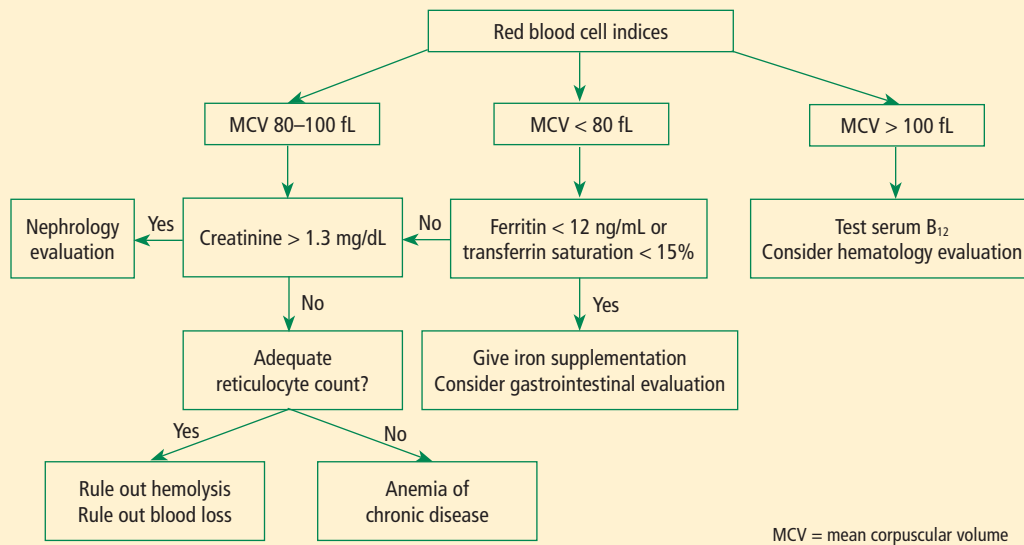 Red blood cell indices
MCV 80–100 fL
MCV < 80 fL
MCV > 100 fL
Nephrology
evaluation
Yes
Creatinine > 1.3 mg/dL
No
Ferritin < 12 ng/mL or
transferrin saturation < 15%
Test serum B₁₂
Consider hematology evaluation
No
Yes
Adequate
reticulocyte count?
Give iron supplementation
Consider gastrointestinal evaluation
Yes
No
Rule out hemolysis
Rule out blood loss
Anemia of
chronic disease
MCV = mean corpuscular volume